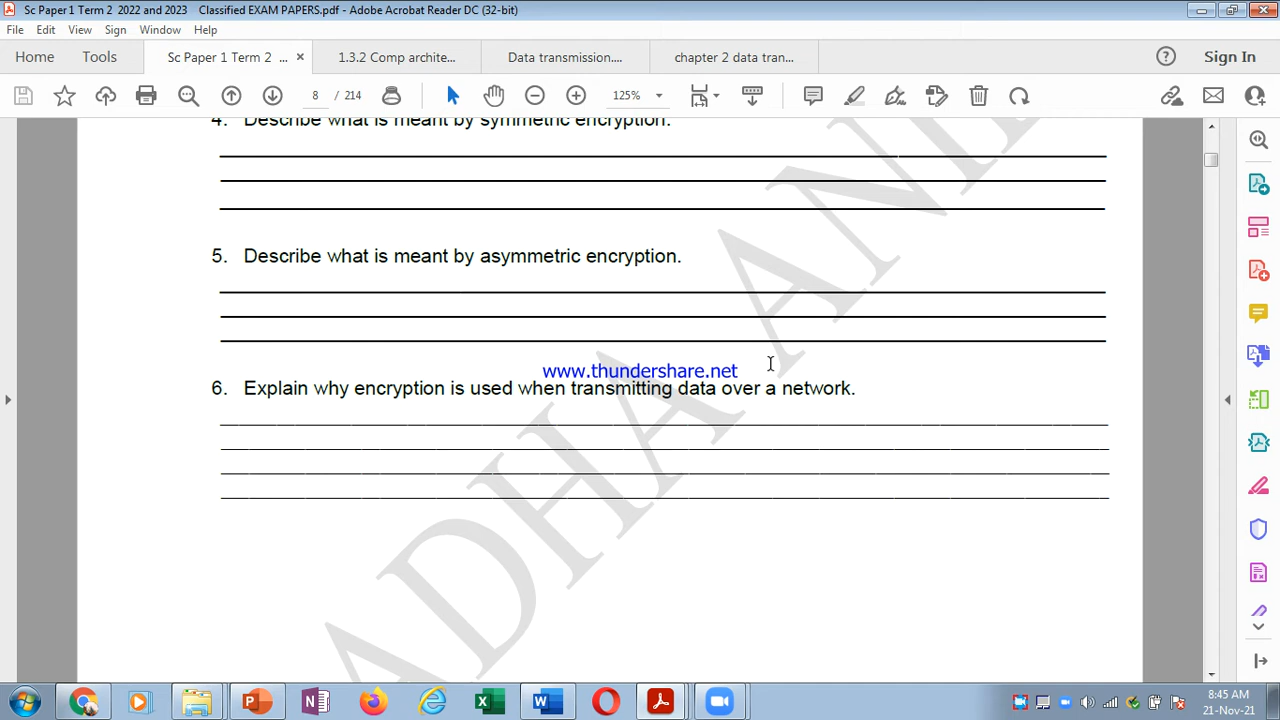 Sc Paper 1 Term 2 2022 and 2023 Classified EXAM PAPERS.pdf - Adobe Acrobat Reader DC (32-bit)
File Edit View Sign Window Help
Home Tools Sc Paper 1 Term 2 ... × 1.3.2 Comp archite... Data transmission.... chapter 2 data tran... Sign In
8 / 214 125%
4. Describe what is meant by symmetric encryption.
5. Describe what is meant by asymmetric encryption.
www.thundershare.net
6. Explain why encryption is used when transmitting data over a network.
8:45 AM
21-Nov-21